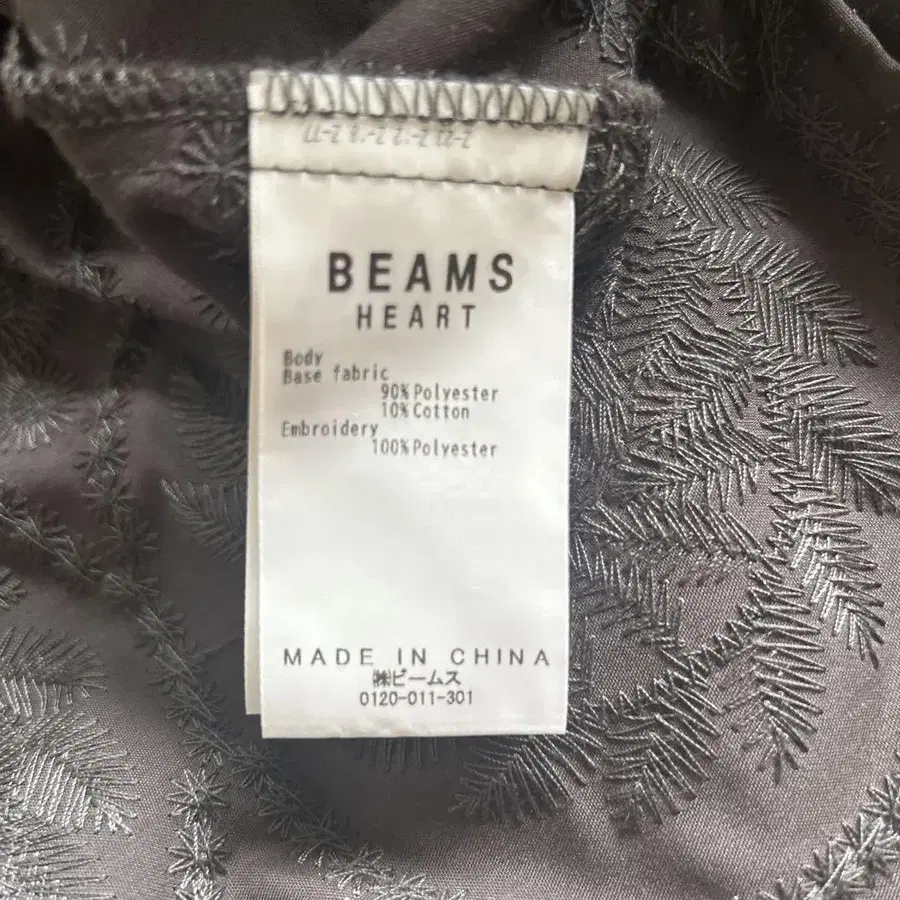 BEAMS
HEART
Body
Base fabric
90%Polyester
10%Cotton
Embroidery
100%Polyester
MADE IN CHINA
㈱ビームス
0120-011-301